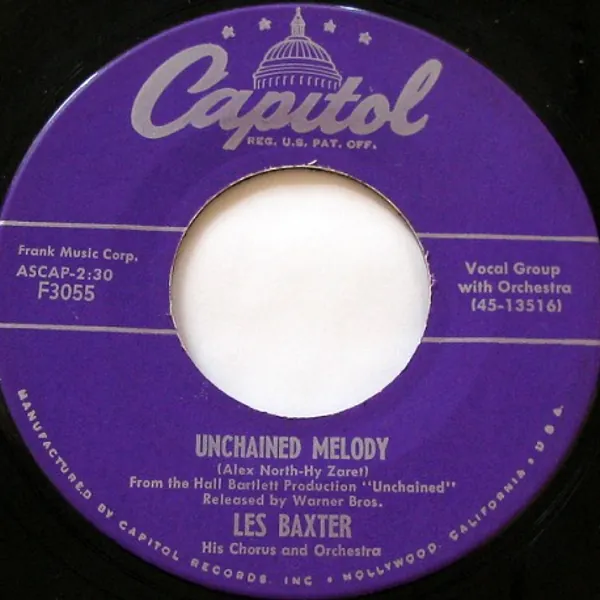 Capitol
REG. U.S. PAT. OFF.
Frank Music Corp.
ASCAP-2:30
F3055
Vocal Group
with Orchestra
(45-13516)
UNCHAINED MELODY
(Alex North-Hy Zaret)
From the Hall Bartlett Production "Unchained"
Released by Warner Bros.
LES BAXTER
His Chorus and Orchestra
MANUFACTURED BY CAPITOL RECORDS, INC • HOLLYWOOD, CALIFORNIA • U.S.A.